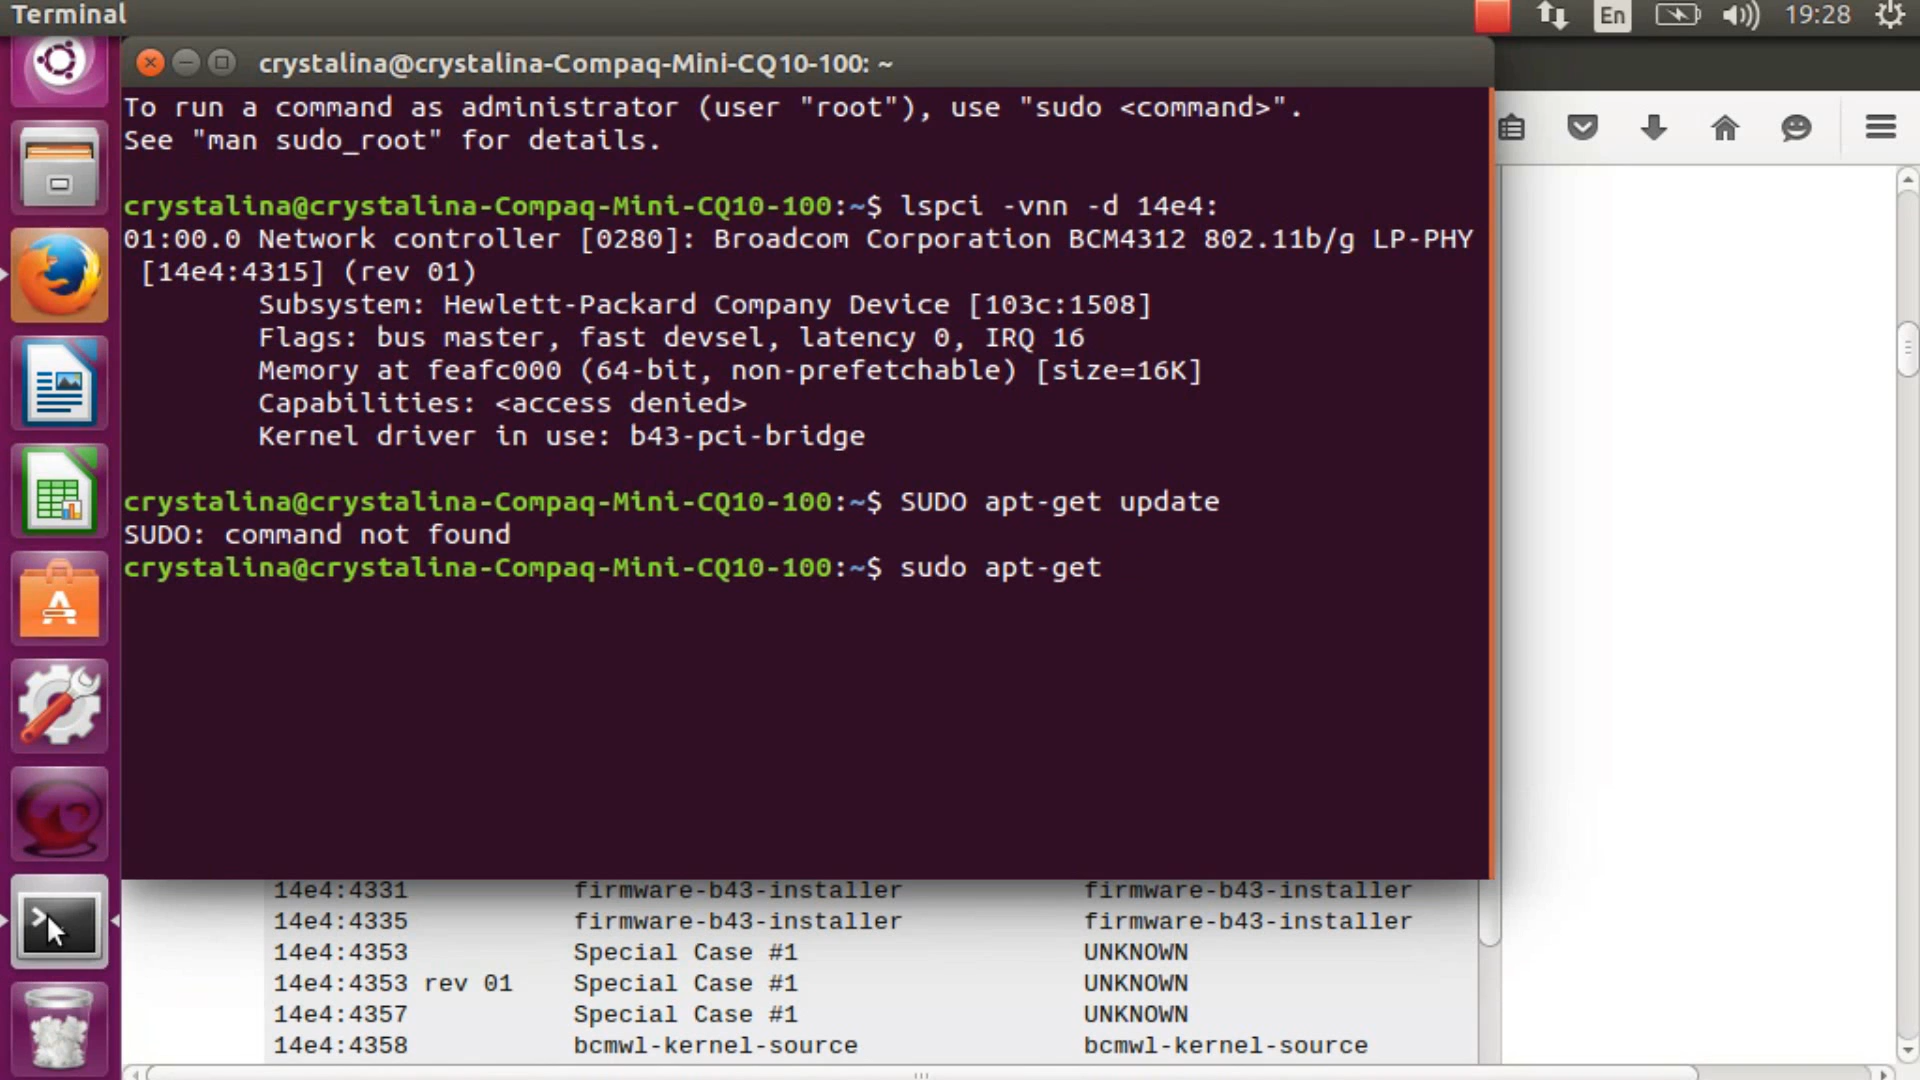 Terminal
En
19:28
crystalina@crystalina-Compaq-Mini-CQ10-100: ~
To run a command as administrator (user "root"), use "sudo <command>".
See "man sudo_root" for details.
crystalina@crystalina-Compaq-Mini-CQ10-100:~$ lspci -vnn -d 14e4:
01:00.0 Network controller [0280]: Broadcom Corporation BCM4312 802.11b/g LP-PHY
[14e4:4315] (rev 01)
Subsystem: Hewlett-Packard Company Device [103c:1508]
Flags: bus master, fast devsel, latency 0, IRQ 16
Memory at feafc000 (64-bit, non-prefetchable) [size=16K]
Capabilities: <access denied>
Kernel driver in use: b43-pci-bridge
crystalina@crystalina-Compaq-Mini-CQ10-100:~$ SUDO apt-get update
SUDO: command not found
crystalina@crystalina-Compaq-Mini-CQ10-100:~$ sudo apt-get
14e4:4331 firmware-b43-installer firmware-b43-installer
14e4:4335 firmware-b43-installer firmware-b43-installer
14e4:4353 Special Case #1 UNKNOWN
14e4:4353 rev 01 Special Case #1 UNKNOWN
14e4:4357 Special Case #1 UNKNOWN
14e4:4358 bcmwl-kernel-source bcmwl-kernel-source